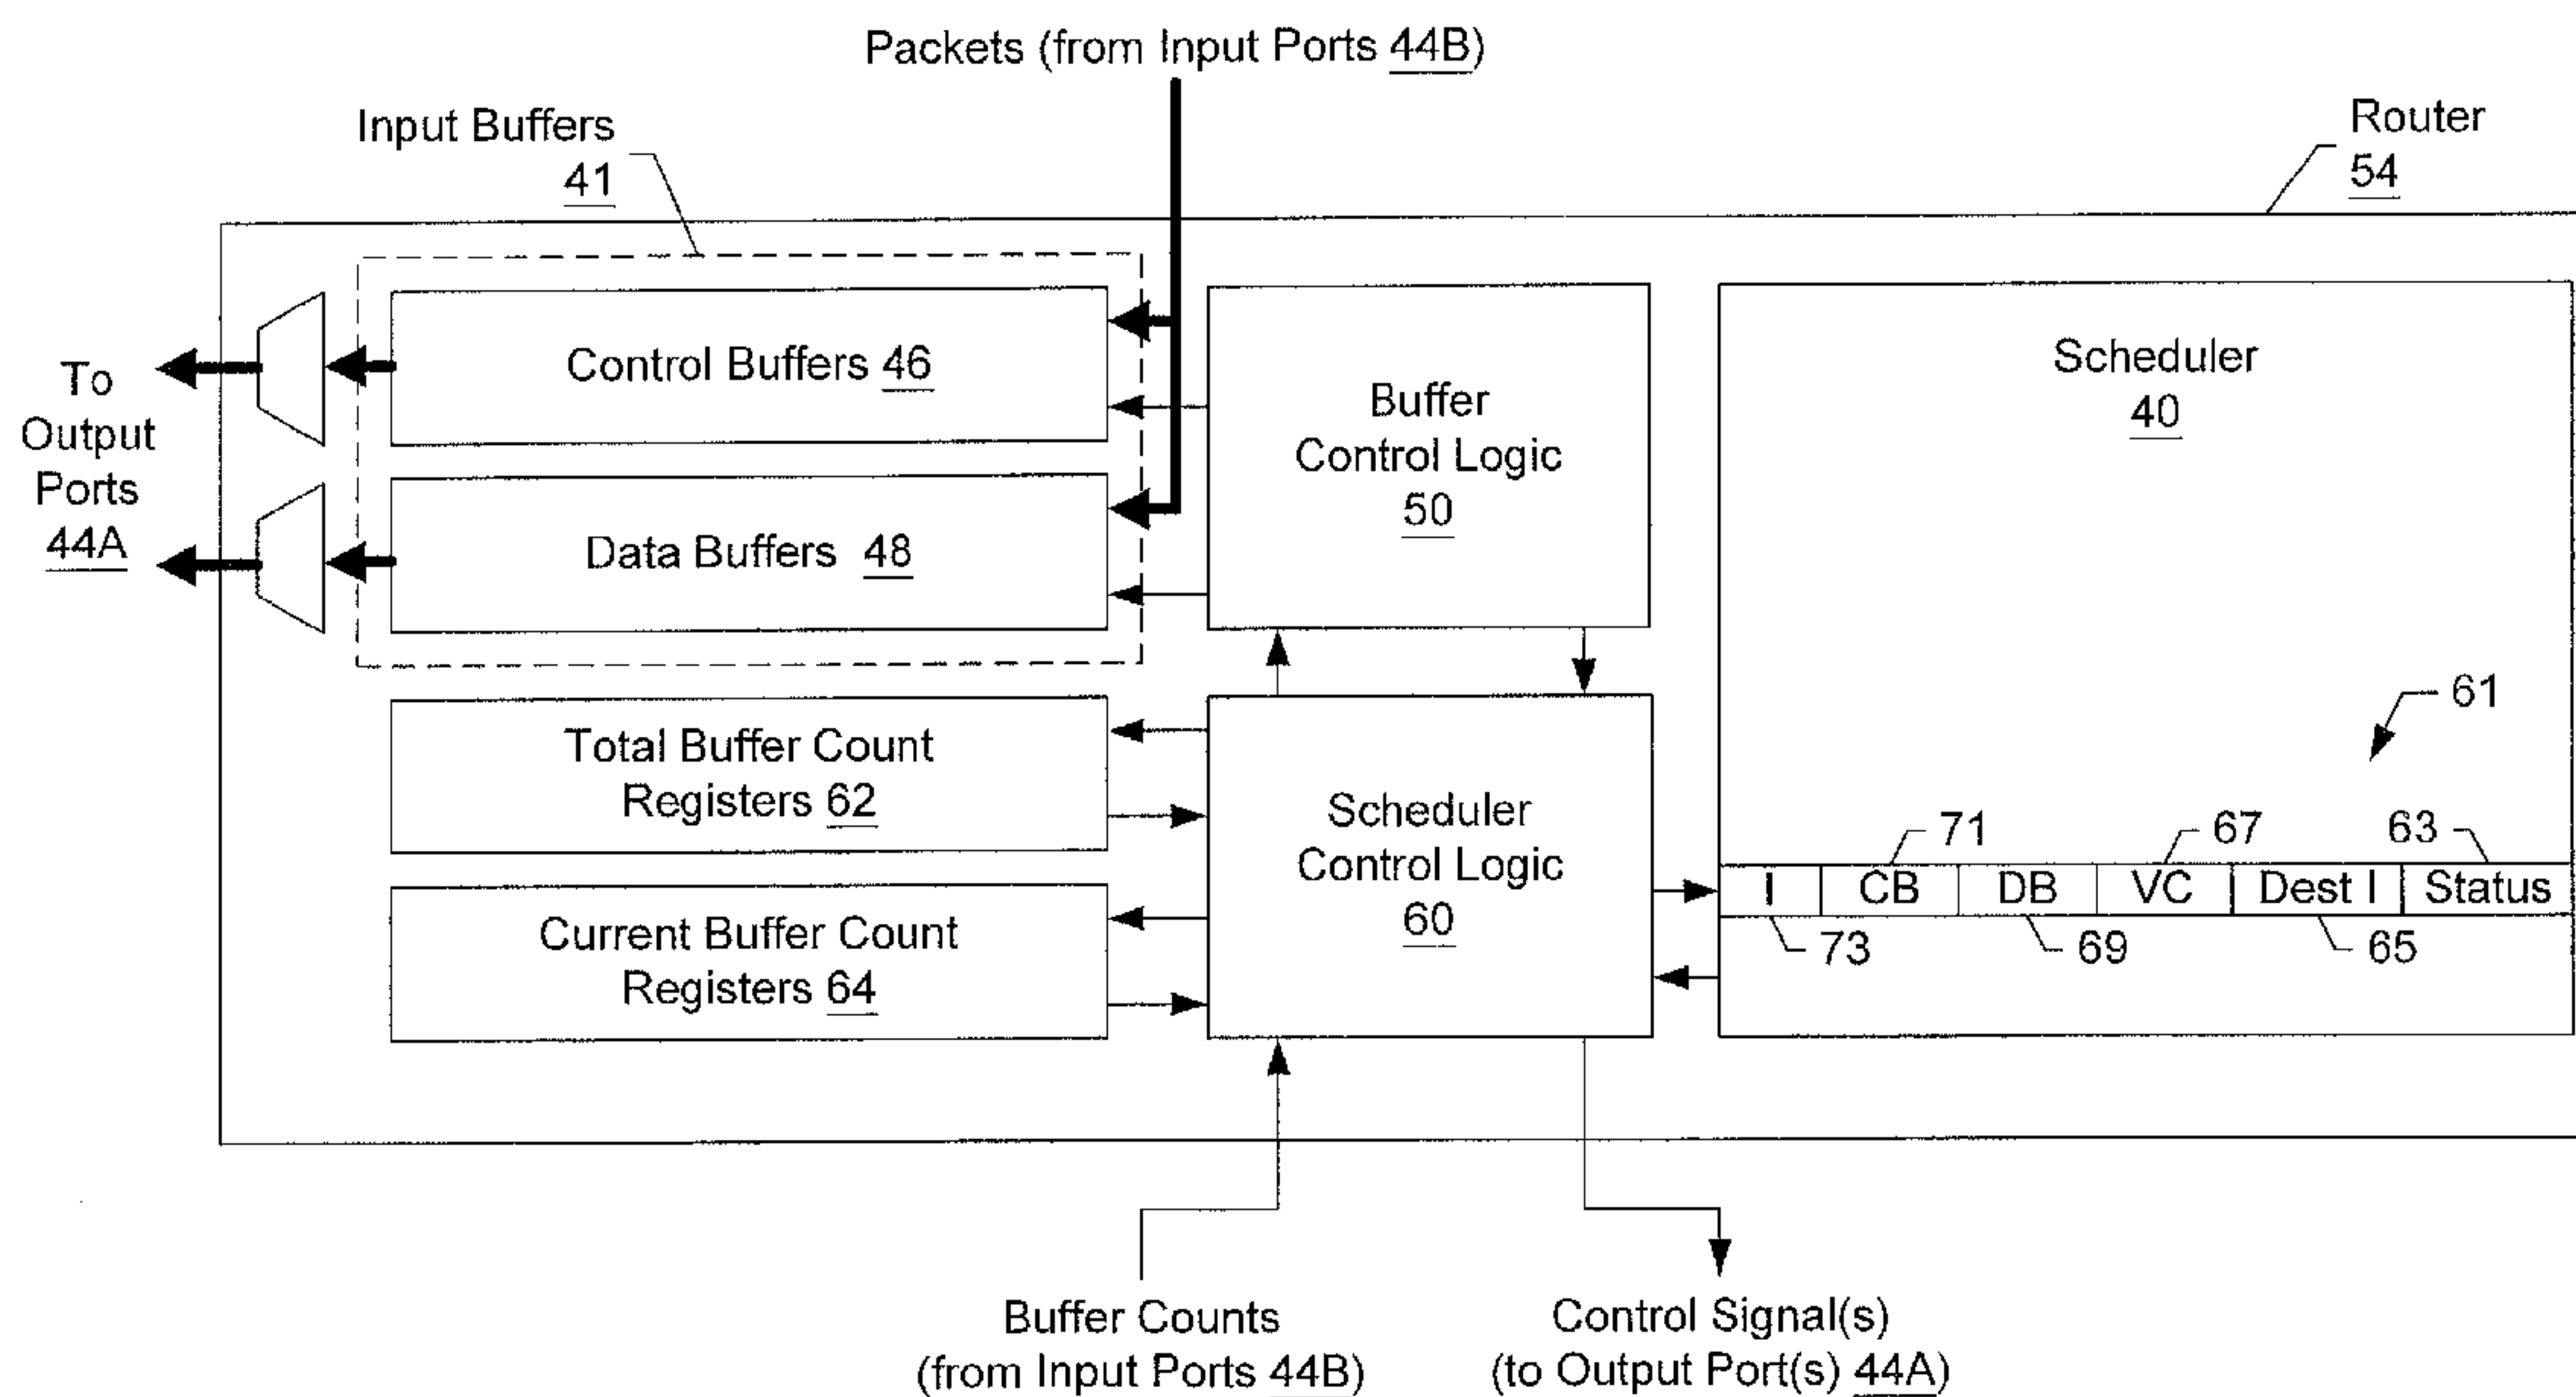 Packets (from Input Ports 44B)
Input Buffers
41
Router
54
To
Output
Ports
44A
Control Buffers 46
Data Buffers 48
Buffer
Control Logic
50
Scheduler
40
61
Total Buffer Count
Registers 62
Current Buffer Count
Registers 64
Scheduler
Control Logic
60
71
67
63
I
CB
DB
VC
Dest I
Status
73
69
65
Buffer Counts
(from Input Ports 44B)
Control Signal(s)
(to Output Port(s) 44A)